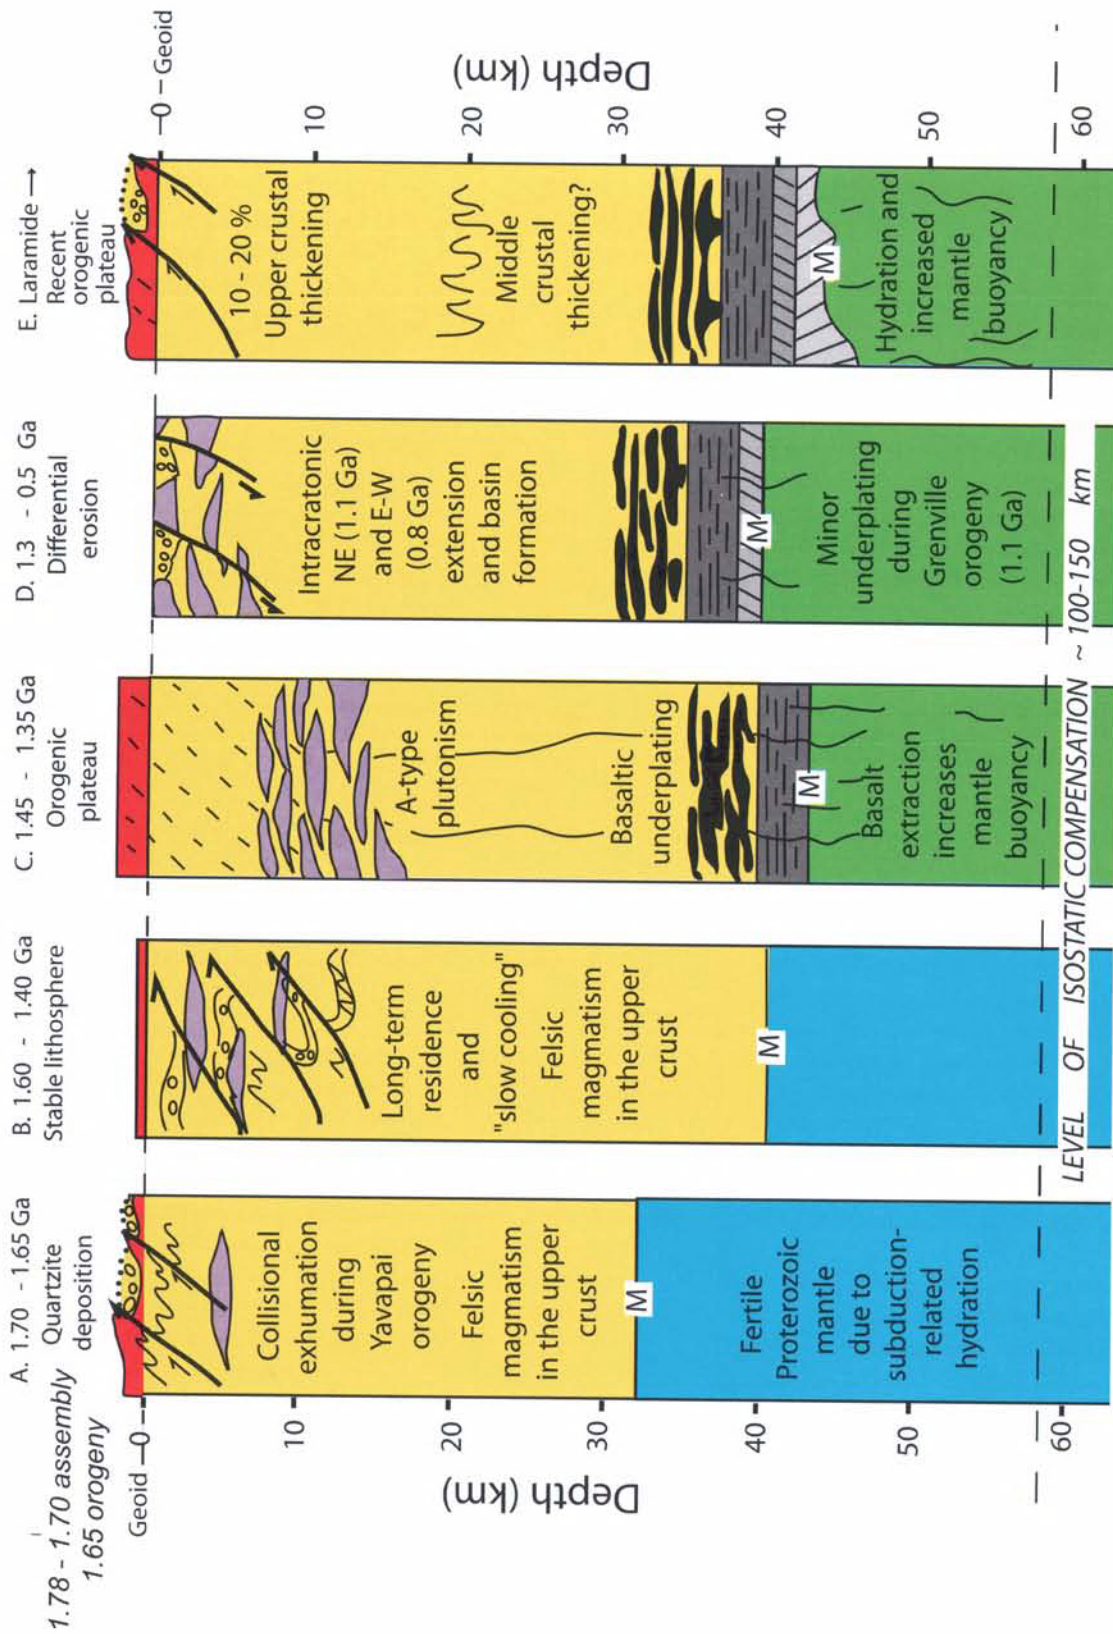 1.78 - 1.70 assembly
1.65 orogeny
A. 1.70 - 1.65 Ga
Quartzite
deposition
B. 1.60 - 1.40 Ga
Stable lithosphere
C. 1.45 - 1.35 Ga
Orogenic
plateau
D. 1.3 - 0.5 Ga
Differential
erosion
E. Laramide →
Recent
orogenic
plateau
Geoid
0
10
20
30
40
50
60
Depth (km)
Collisional
exhumation
during
Yavapai
orogeny
Felsic
magmatism
in the upper
crust
M
Fertile
Proterozoic
mantle
due to
subduction-
related
hydration
Long-term
residence
and
"slow cooling"
Felsic
magmatism
in the upper
crust
M
A-type
plutonism
Basaltic
underplating
M
Basalt
extraction
increases
mantle
buoyancy
Intracratonic
NE (1.1 Ga)
and E-W
(0.8 Ga)
extension
and basin
formation
M
Minor
underplating
during
Grenville
orogeny
(1.1 Ga)
10 - 20 %
Upper crustal
thickening
Middle
crustal
thickening?
M
Hydration and
increased
mantle
buoyancy
0
Geoid
10
20
30
40
50
60
Depth (km)
LEVEL OF ISOSTATIC COMPENSATION ~ 100-150 km